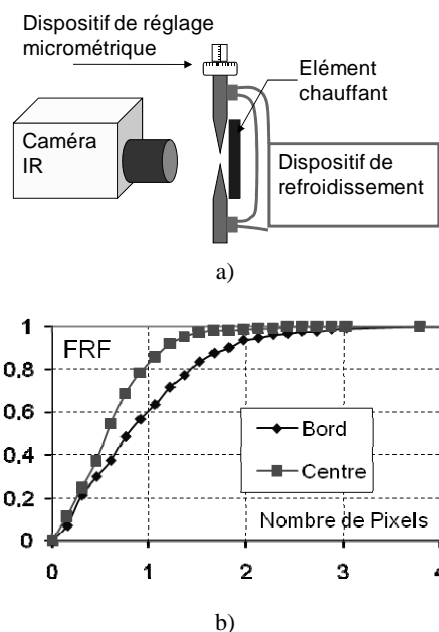 Dispositif de réglage
micrométrique
Elément
chauffant
Caméra
IR
Dispositif de
refroidissement
a)
1
FRF
0.8
0.6
0.4
0.2
0
Bord
Centre
Nombre de Pixels
0 1 2 3 4
b)